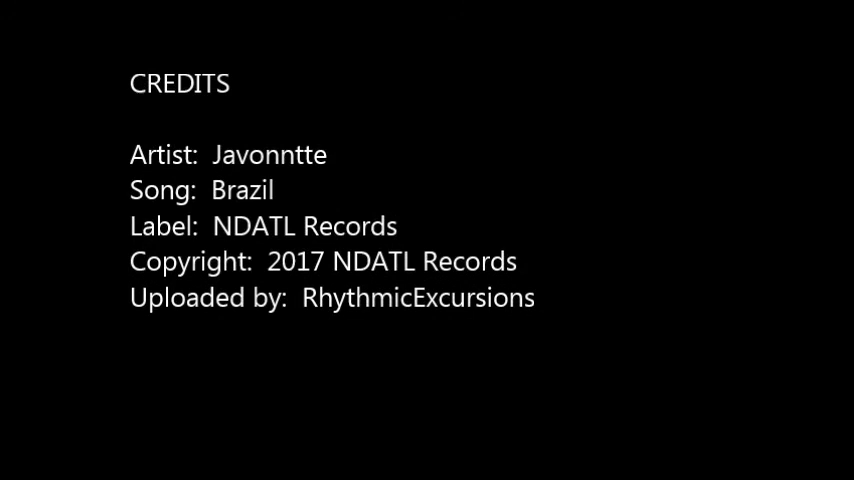 CREDITS
Artist: Javonntte
Song: Brazil
Label: NDATL Records
Copyright: 2017 NDATL Records
Uploaded by: RhythmicExcursions